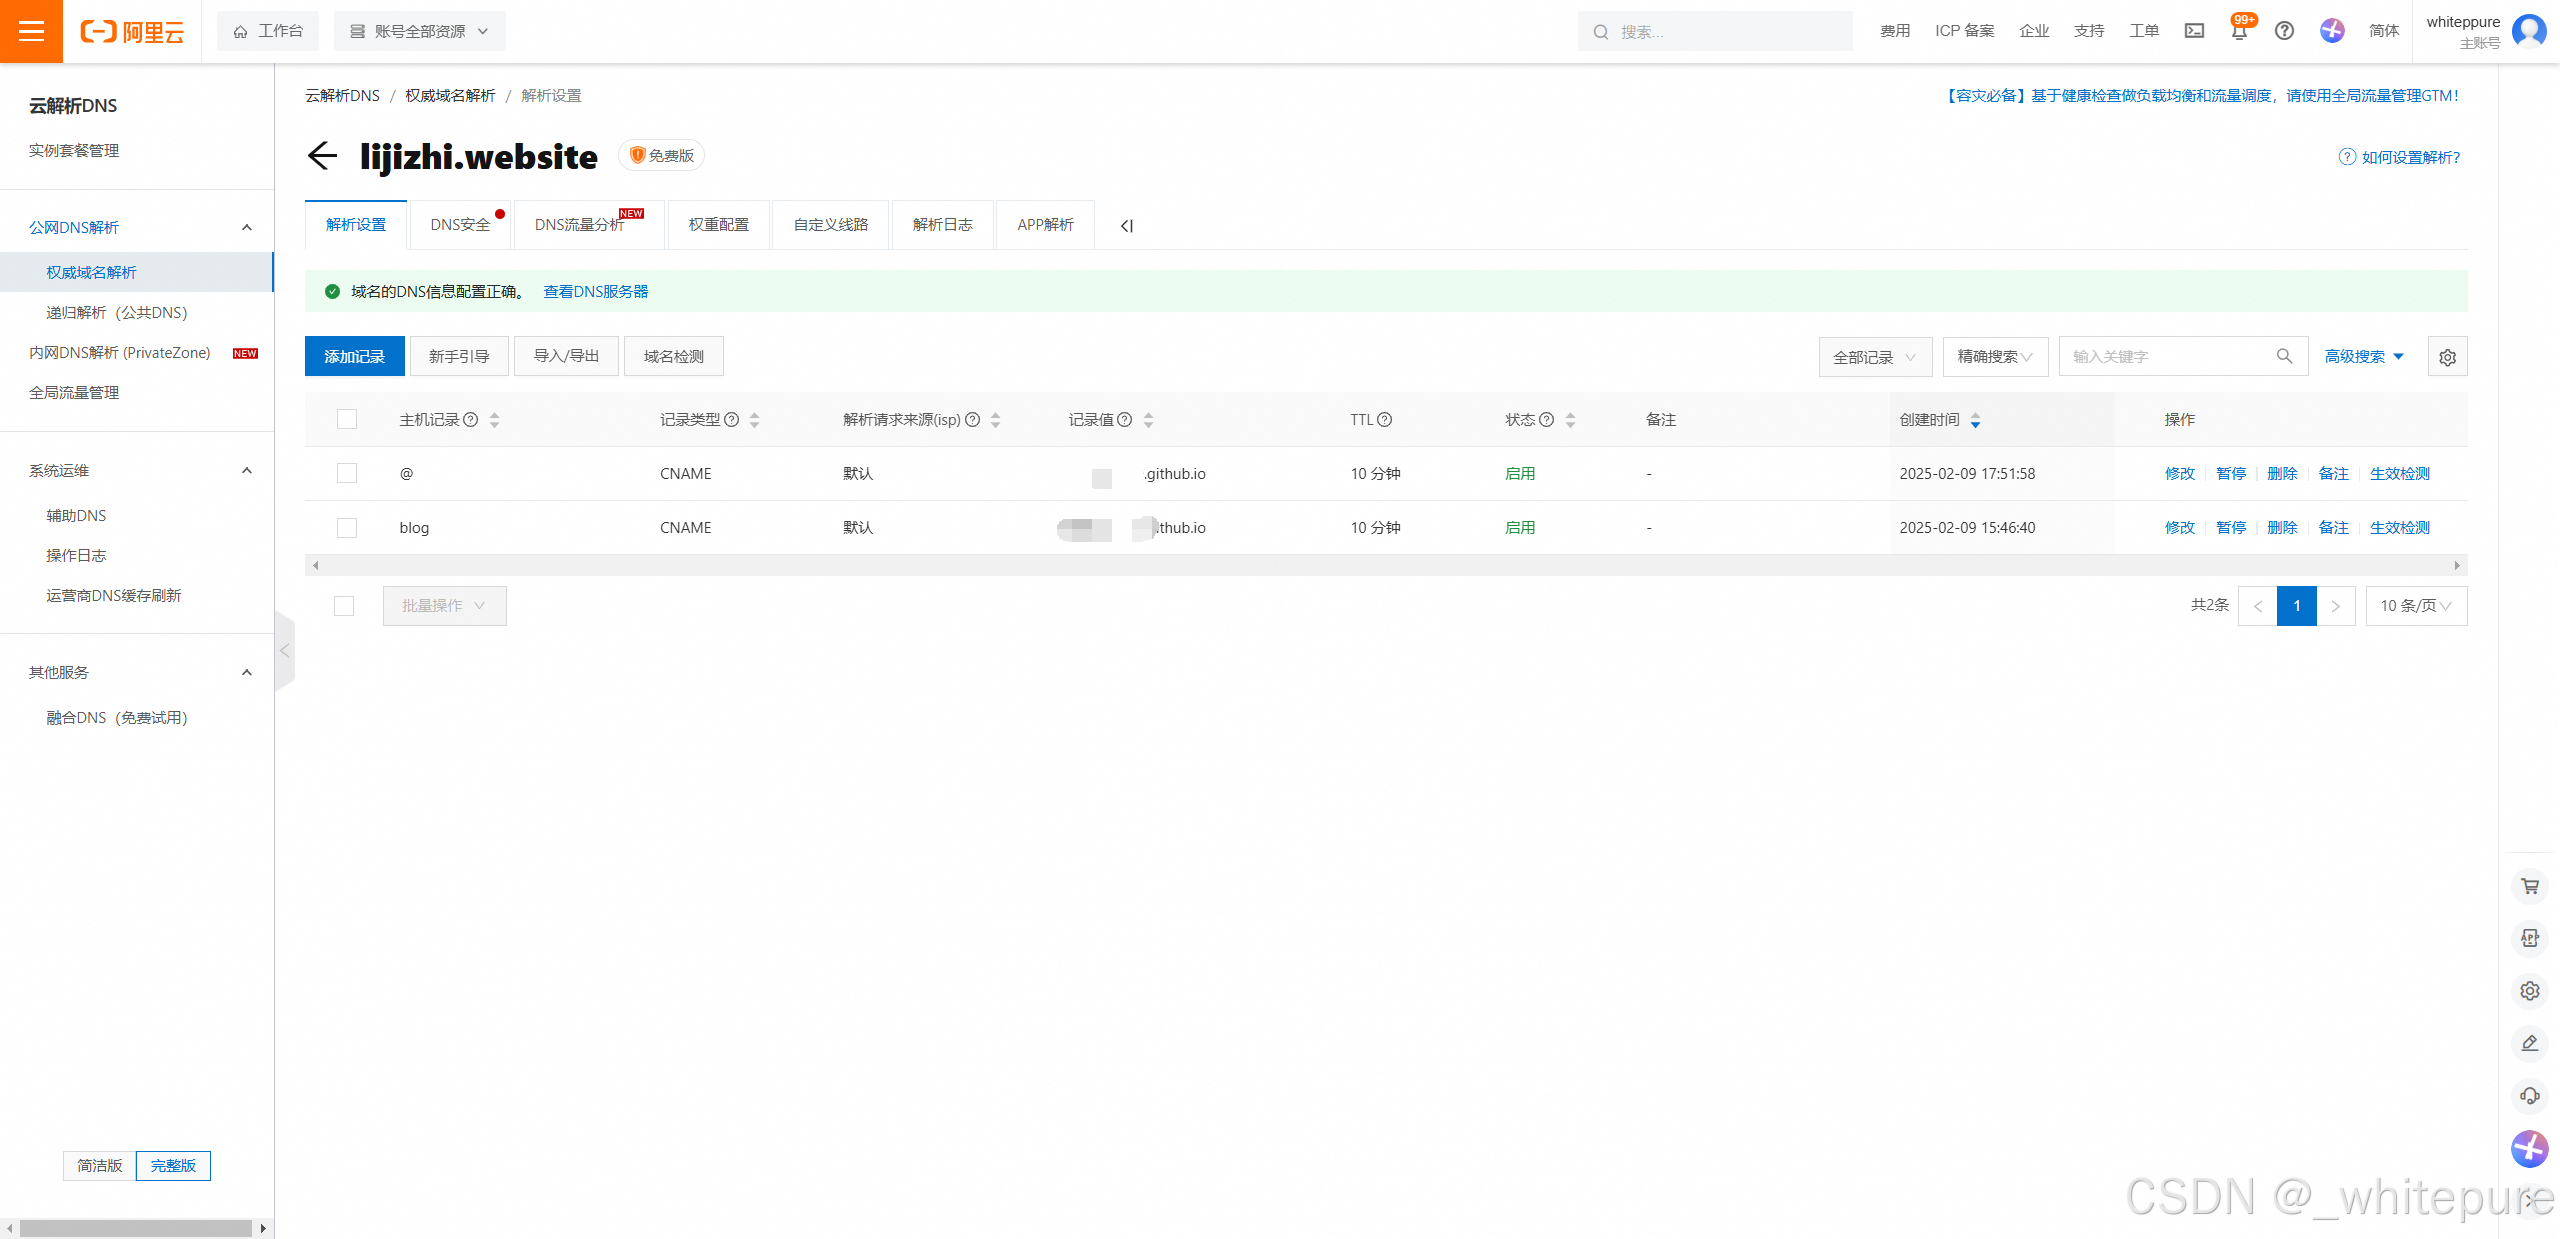 阿里云
工作台
账号全部资源
搜索...
费用
ICP 备案
企业
支持
工单
99+
简体
whiteppure
主账号
云解析DNS
实例套餐管理
公网DNS解析
权威域名解析
递归解析（公共DNS）
内网DNS解析 (PrivateZone) NEW
全局流量管理
系统运维
辅助DNS
操作日志
运营商DNS缓存刷新
其他服务
融合DNS（免费试用）
简洁版
完整版
云解析DNS / 权威域名解析 / 解析设置
【容灾必备】基于健康检查做负载均衡和流量调度，请使用全局流量管理GTM！
lijizhi.website
免费版
如何设置解析?
解析设置
DNS安全
DNS流量分析 NEW
权重配置
自定义线路
解析日志
APP解析
域名的DNS信息配置正确。 查看DNS服务器
添加记录
新手引导
导入/导出
域名检测
全部记录
精确搜索
输入关键字
高级搜索
主机记录 记录类型 解析请求来源(isp) 记录值 TTL 状态 备注 创建时间 操作
@ CNAME 默认 .github.io 10 分钟 启用 - 2025-02-09 17:51:58 修改 暂停 删除 备注 生效检测
blog CNAME 默认 thub.io 10 分钟 启用 - 2025-02-09 15:46:40 修改 暂停 删除 备注 生效检测
批量操作
共2条
1
10 条/页
APP
CSDN @_whitepure